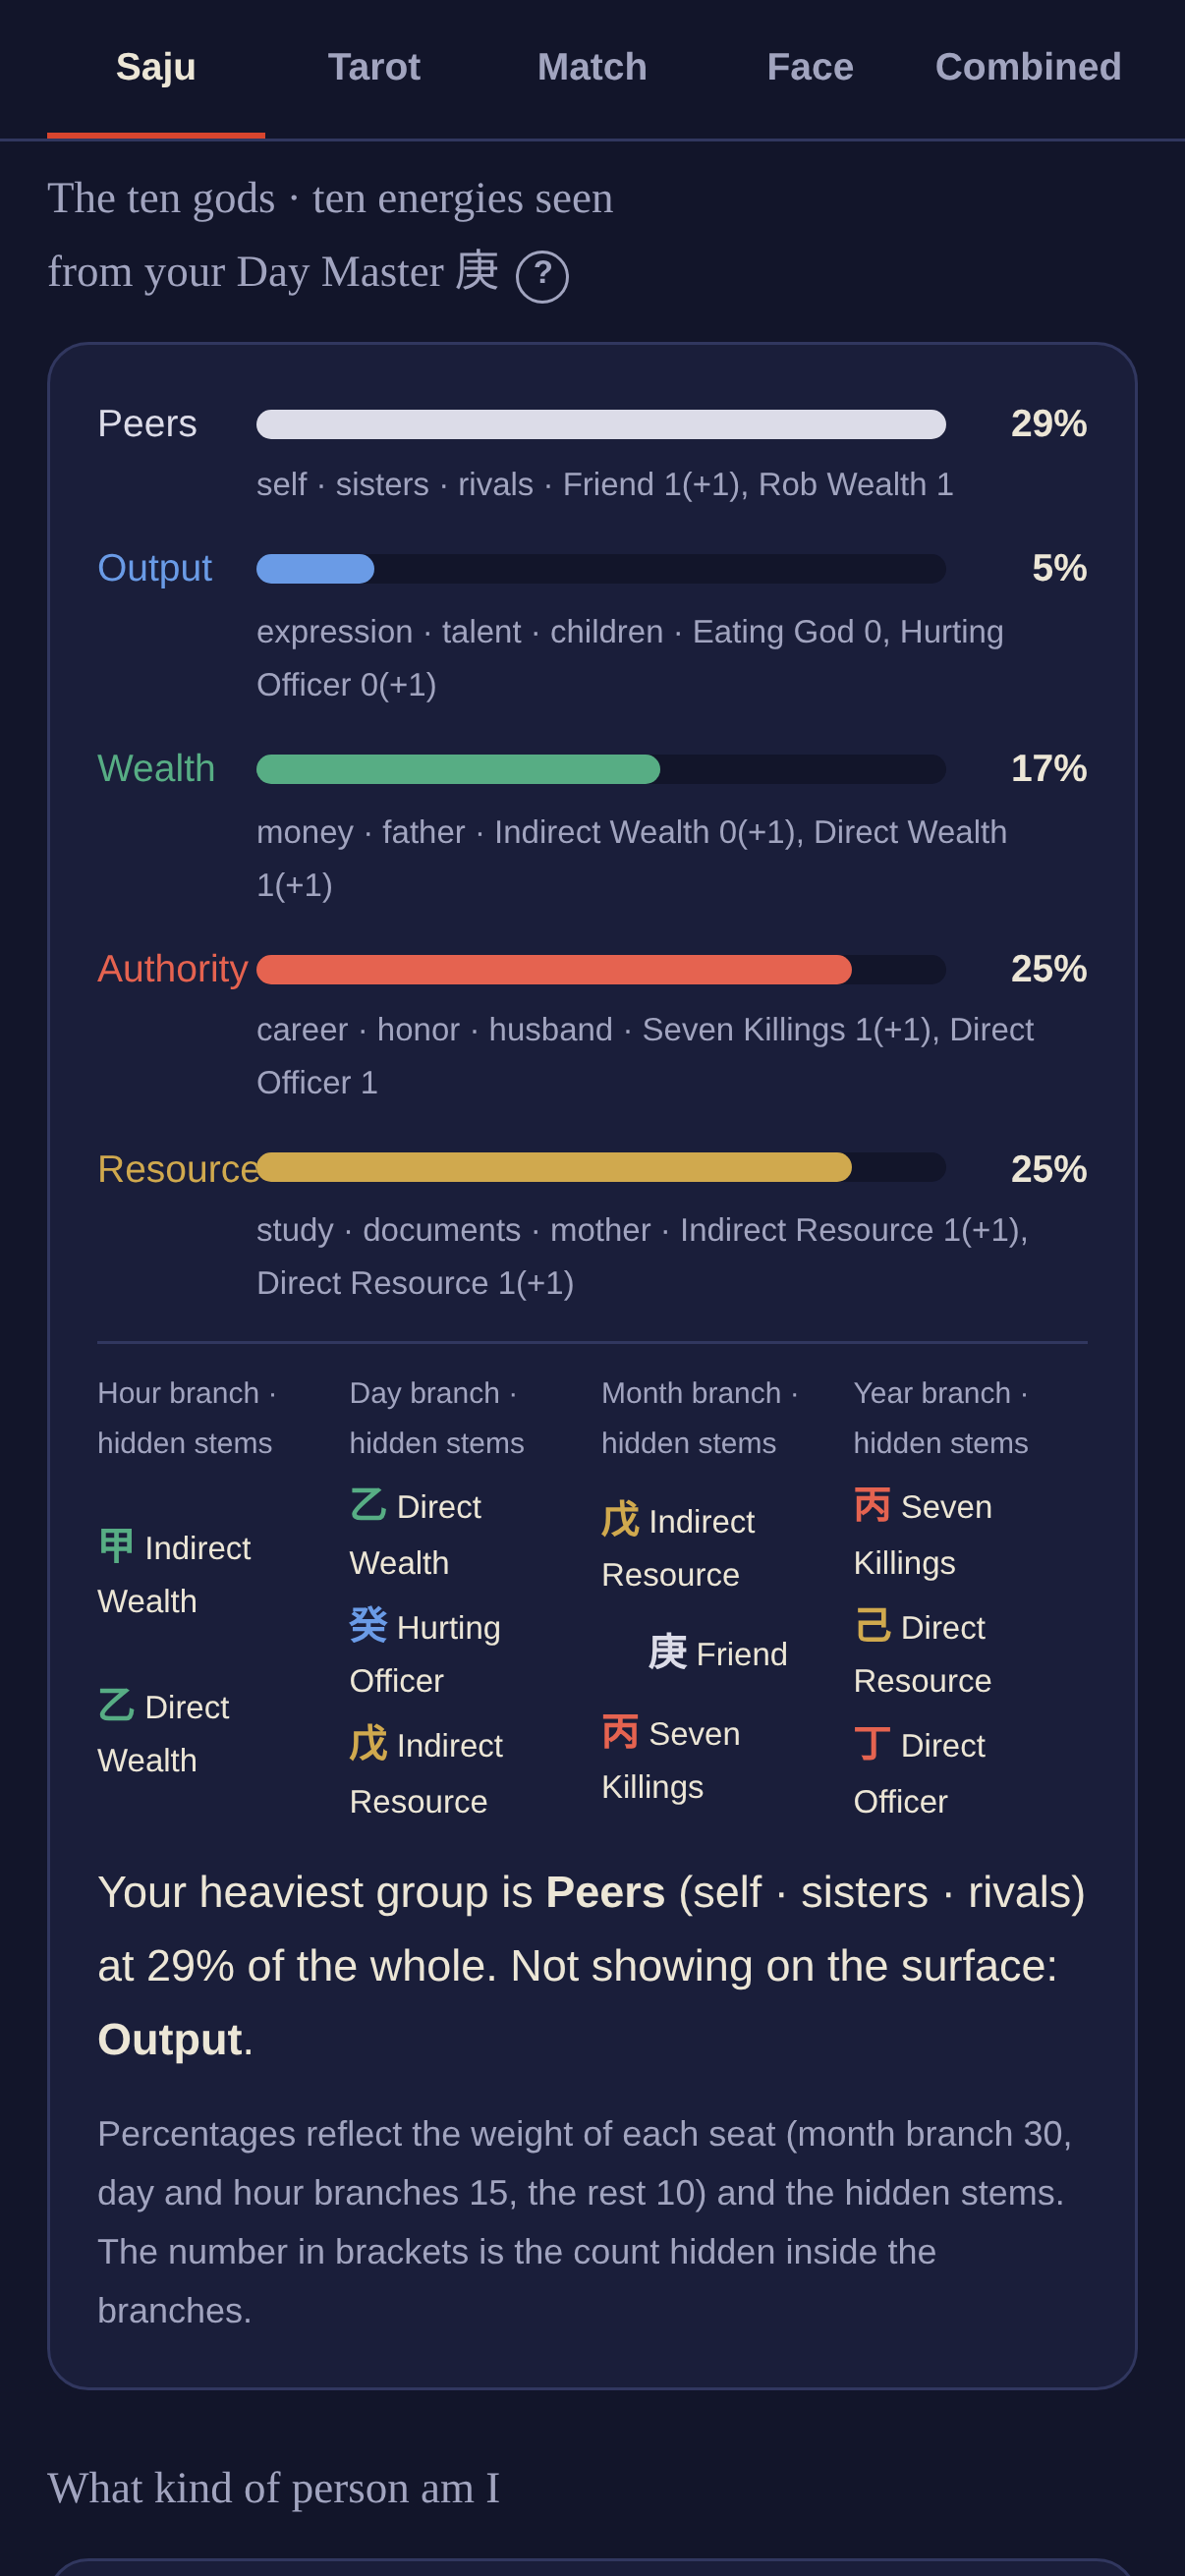 Saju Tarot Match Face Combined
The ten gods · ten energies seen
from your Day Master 庚 ?
Peers 29%
self · sisters · rivals · Friend 1(+1), Rob Wealth 1
Output 5%
expression · talent · children · Eating God 0, Hurting
Officer 0(+1)
Wealth 17%
money · father · Indirect Wealth 0(+1), Direct Wealth
1(+1)
Authority 25%
career · honor · husband · Seven Killings 1(+1), Direct
Officer 1
Resource 25%
study · documents · mother · Indirect Resource 1(+1),
Direct Resource 1(+1)
Hour branch ·
hidden stems
甲 Indirect
Wealth
乙 Direct
Wealth
Day branch ·
hidden stems
乙 Direct
Wealth
癸 Hurting
Officer
戊 Indirect
Resource
Month branch ·
hidden stems
戊 Indirect
Resource
庚 Friend
丙 Seven
Killings
Year branch ·
hidden stems
丙 Seven
Killings
己 Direct
Resource
丁 Direct
Officer
Your heaviest group is Peers (self · sisters · rivals)
at 29% of the whole. Not showing on the surface:
Output.
Percentages reflect the weight of each seat (month branch 30,
day and hour branches 15, the rest 10) and the hidden stems.
The number in brackets is the count hidden inside the
branches.
What kind of person am I